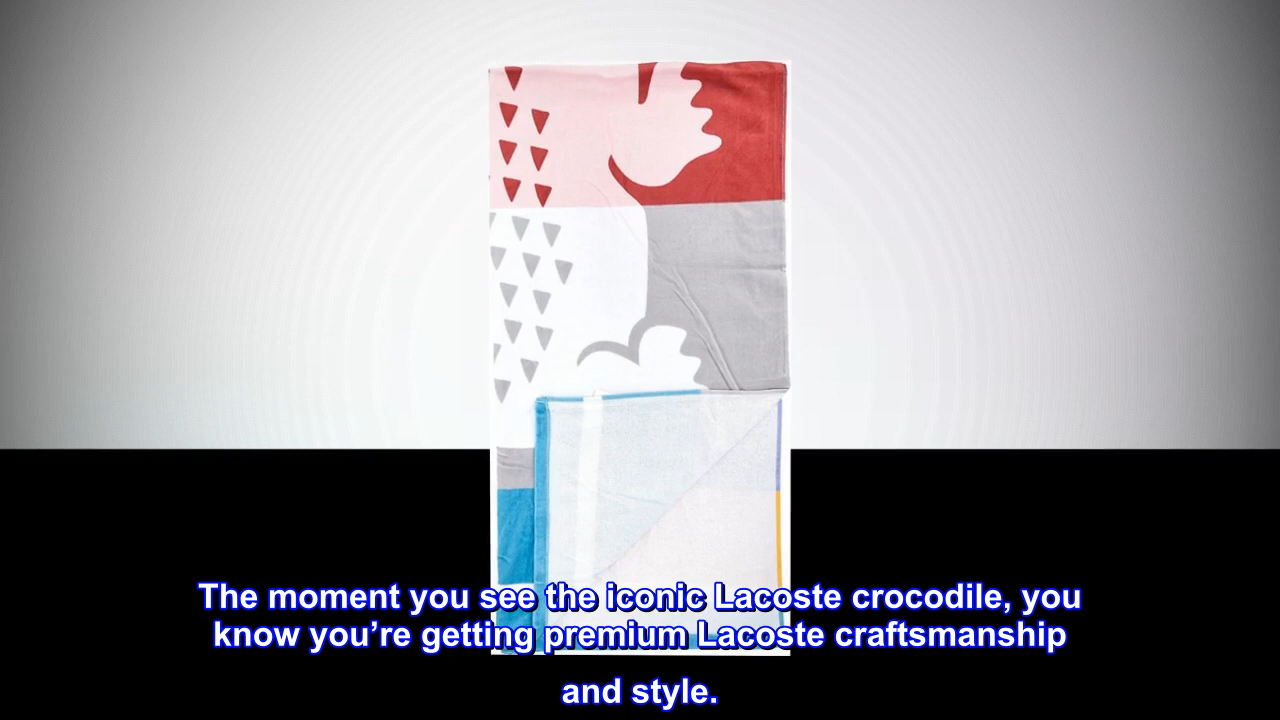 The moment you see the iconic Lacoste crocodile, you
know you’re getting premium Lacoste craftsmanship
and style.